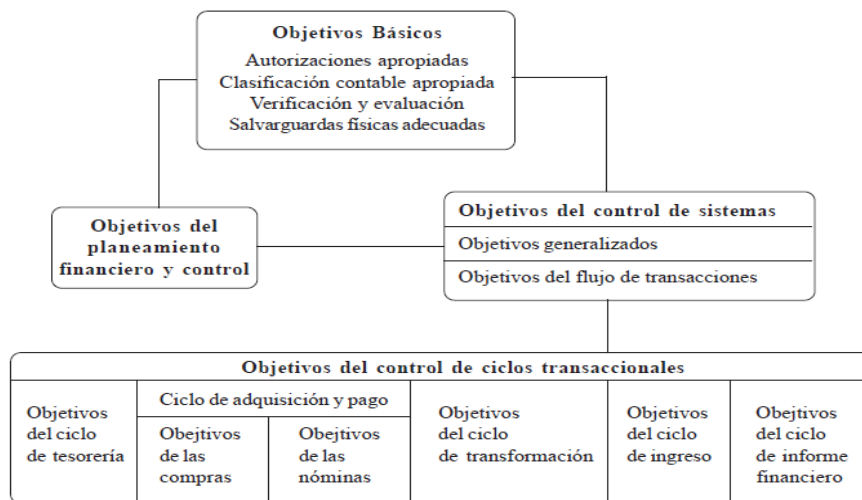 Objetivos Básicos
Autorizaciones apropiadas
Clasificación contable apropiada
Verificación y evaluación
Salvarguardas físicas adecuadas
Objetivos del
planeamiento
financiero y control
Objetivos del control de sistemas
Objetivos generalizados
Objetivos del flujo de transacciones
Objetivos del control de ciclos transaccionales
Objetivos
del ciclo
de tesorería
Ciclo de adquisición y pago
Obejtivos
de las
compras
Objetivos
de las
nóminas
Objetivos
del ciclo
de transformación
Objetivos
del ciclo
de ingreso
Obejtivos
del ciclo
de informe
financiero